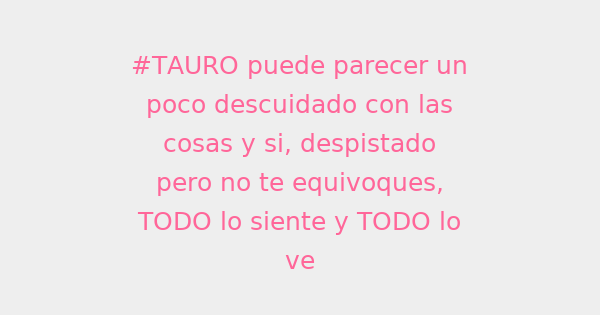 #TAURO puede parecer un
poco descuidado con las
cosas y si, despistado
pero no te equivoques,
TODO lo siente y TODO lo
ve